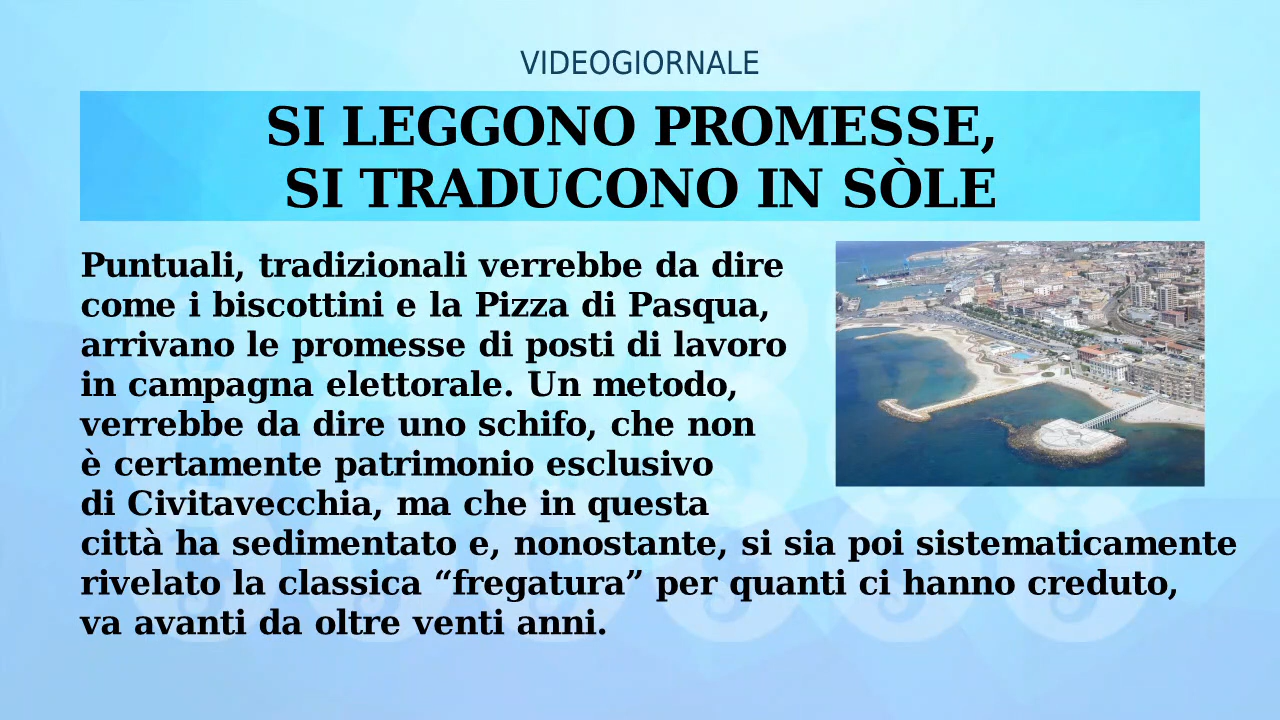 VIDEOGIORNALE
SI LEGGONO PROMESSE,
SI TRADUCONO IN SÒLE
Puntuali, tradizionali verrebbe da dire
come i biscottini e la Pizza di Pasqua,
arrivano le promesse di posti di lavoro
in campagna elettorale. Un metodo,
verrebbe da dire uno schifo, che non
è certamente patrimonio esclusivo
di Civitavecchia, ma che in questa
città ha sedimentato e, nonostante, si sia poi sistematicamente
rivelato la classica “fregatura” per quanti ci hanno creduto,
va avanti da oltre venti anni.